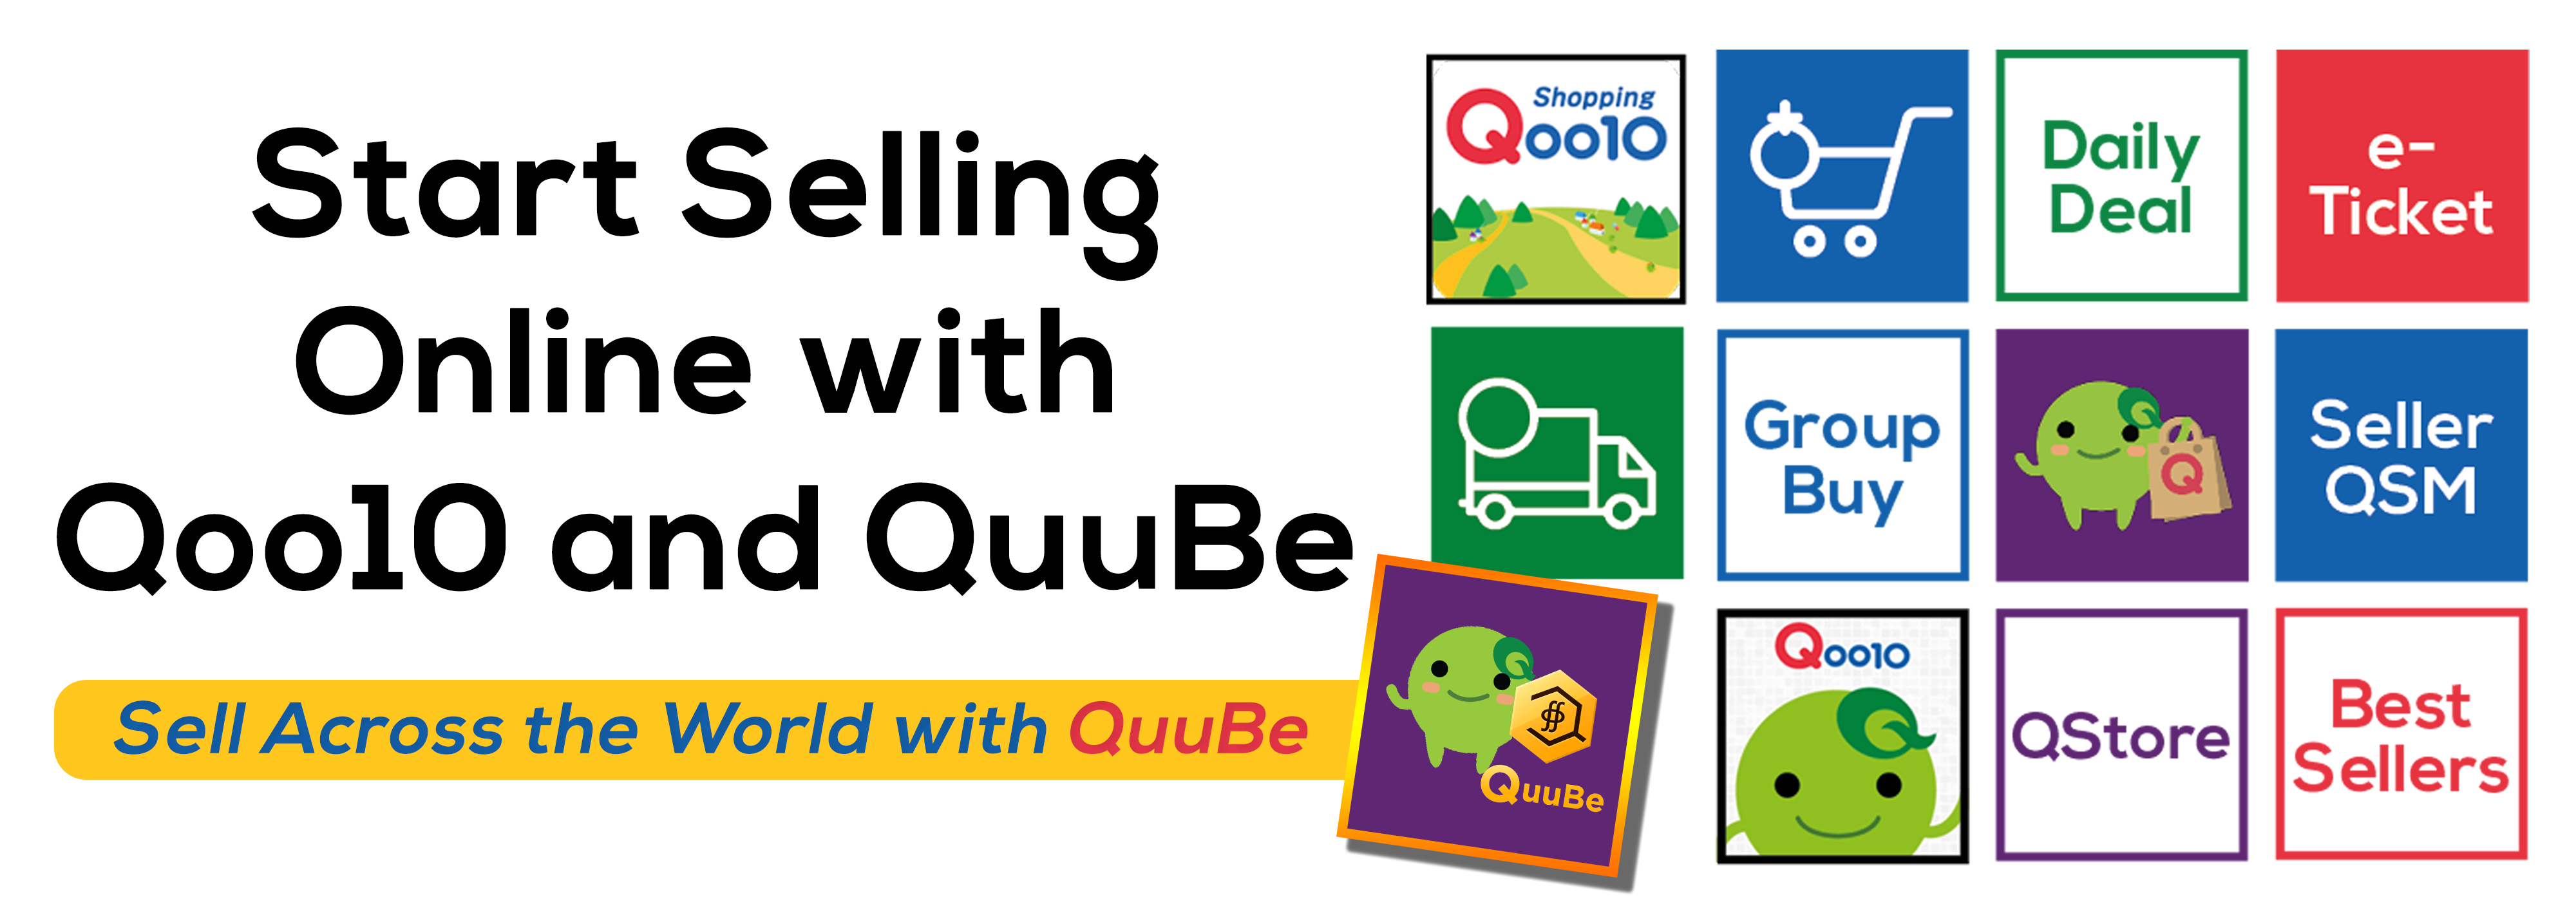 Start Selling
Online with
Qoo10 and QuuBe
Sell Across the World with QuuBe
Shopping
Qoo10
Daily
Deal
e-
Ticket
Group
Buy
Q
Seller
QSM
QuuBe
Qoo10
QStore
Best
Sellers